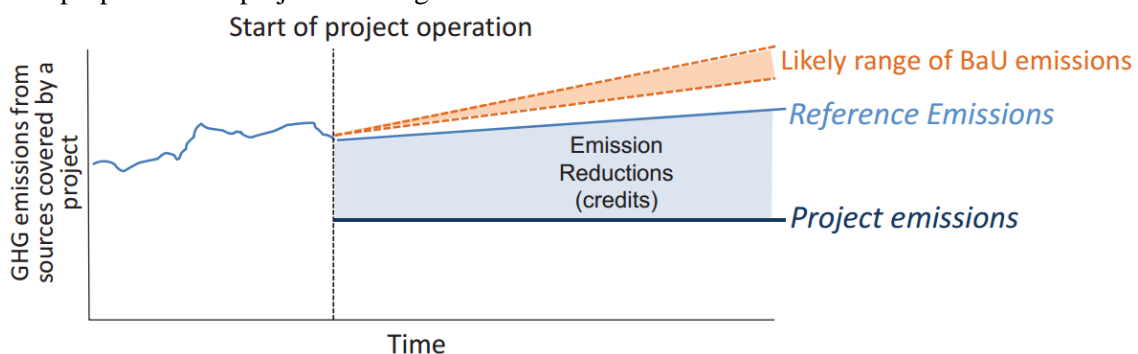 Start of project operation
GHG emissions from
sources covered by a
project
Likely range of BaU emissions
Reference Emissions
Emission
Reductions
(credits)
Project emissions
Time